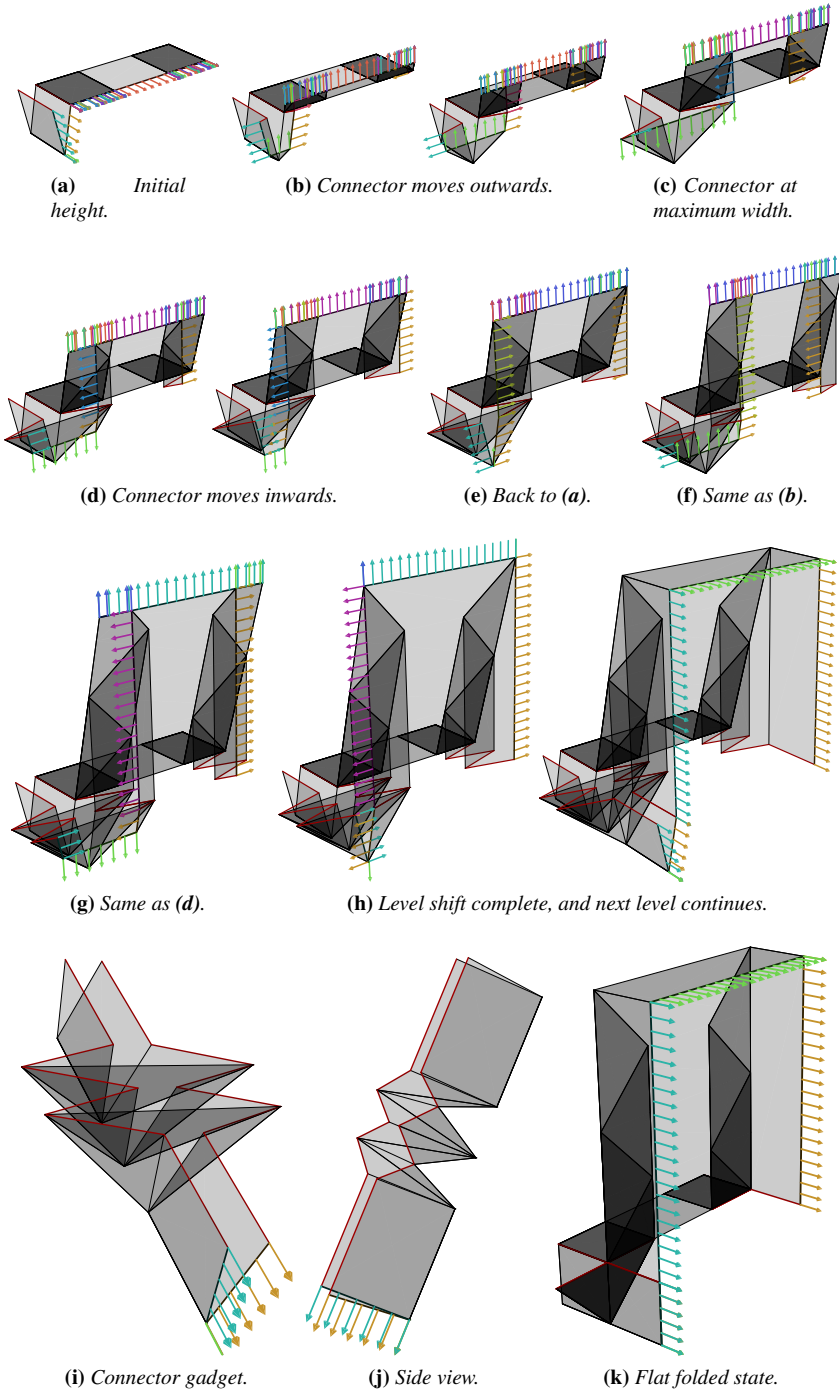 (a) Initial
height.
(b) Connector moves outwards.
(c) Connector at
maximum width.
(d) Connector moves inwards.
(e) Back to (a).
(f) Same as (b).
(g) Same as (d).
(h) Level shift complete, and next level continues.
(i) Connector gadget.
(j) Side view.
(k) Flat folded state.